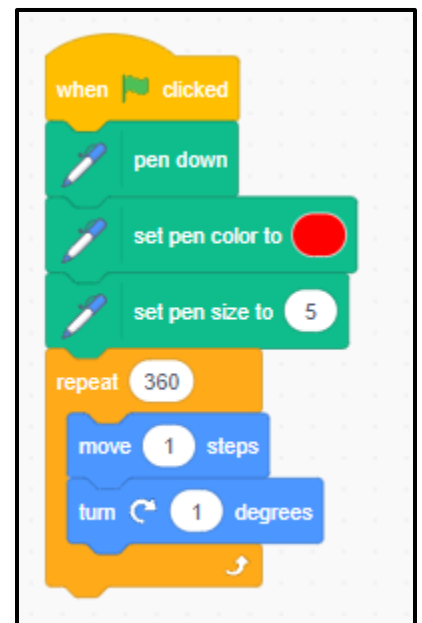 when clicked
pen down
set pen color to
set pen size to 5
repeat 360
move 1 steps
turn 1 degrees